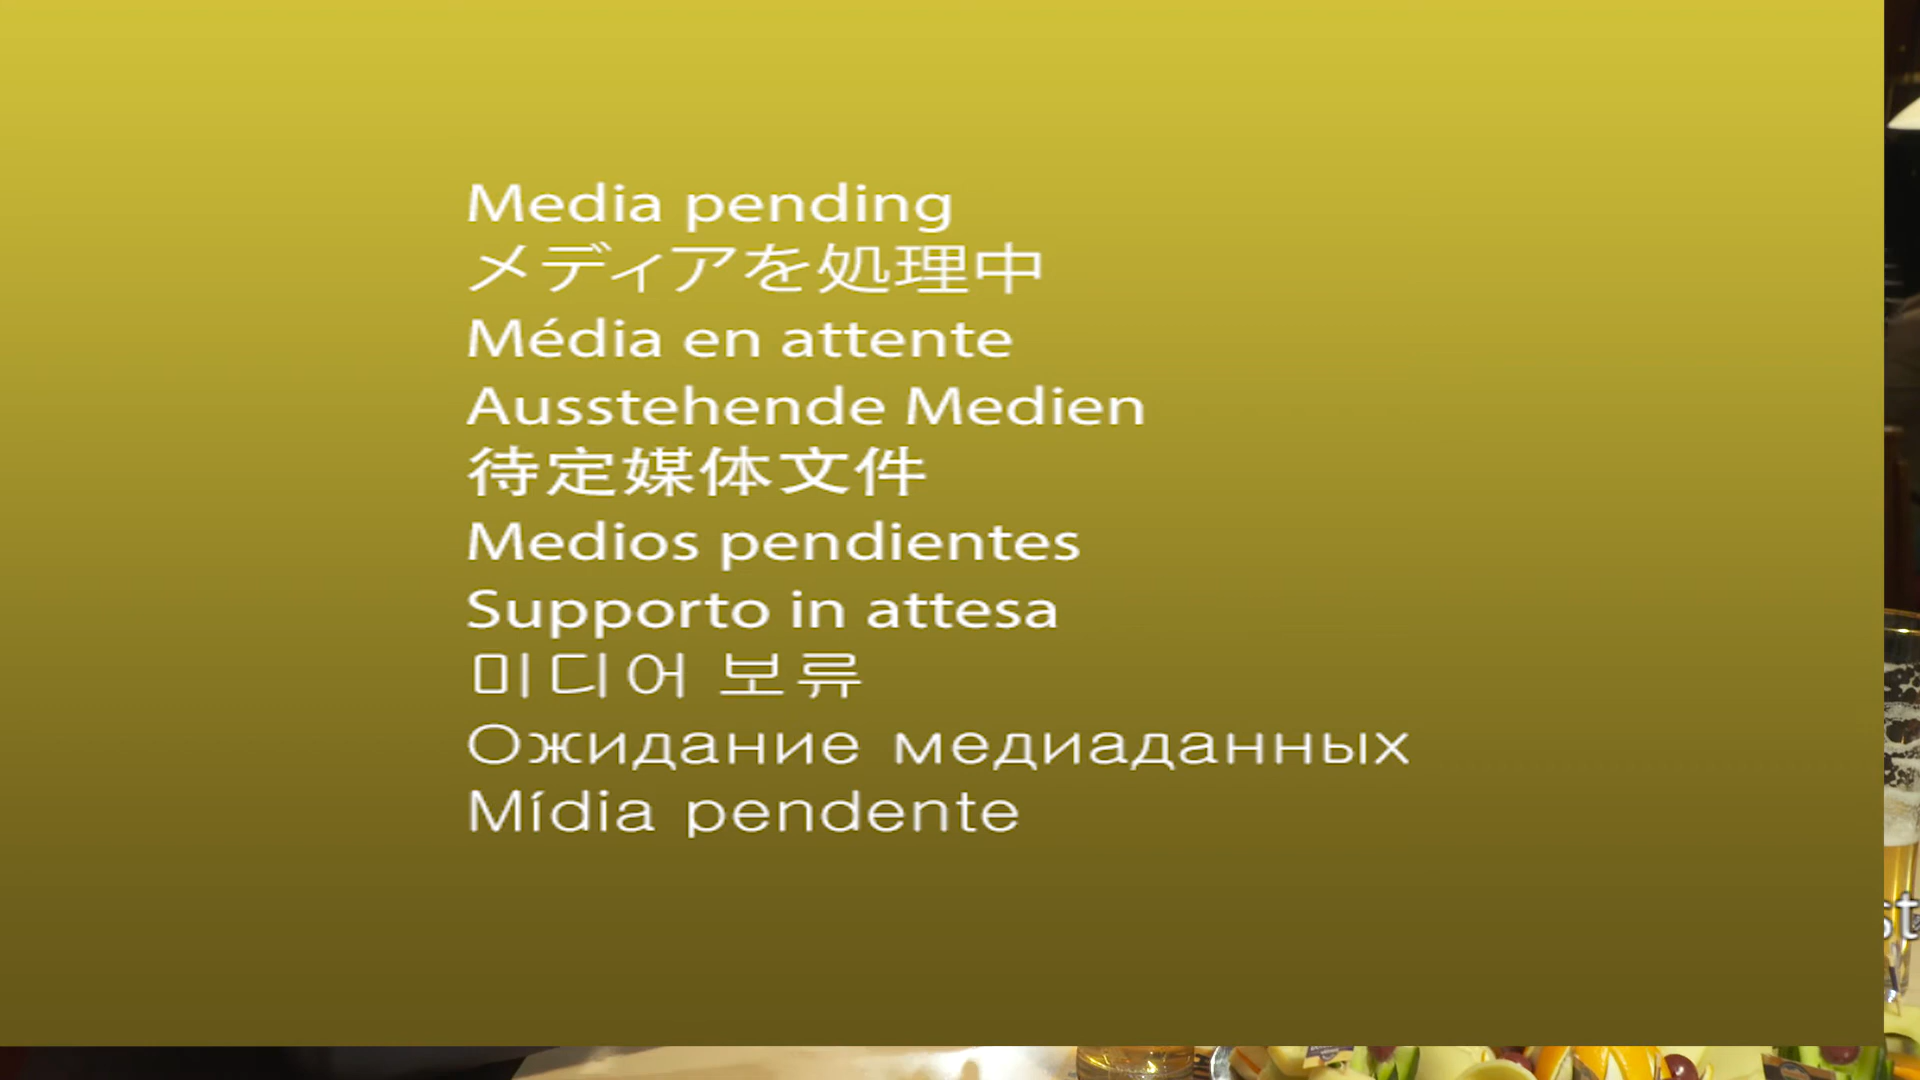 Media pending
メディアを処理中
Média en attente
Ausstehende Medien
待定媒体文件
Medios pendientes
Supporto in attesa
미디어 보류
Ожидание медиаданных
Mídia pendente